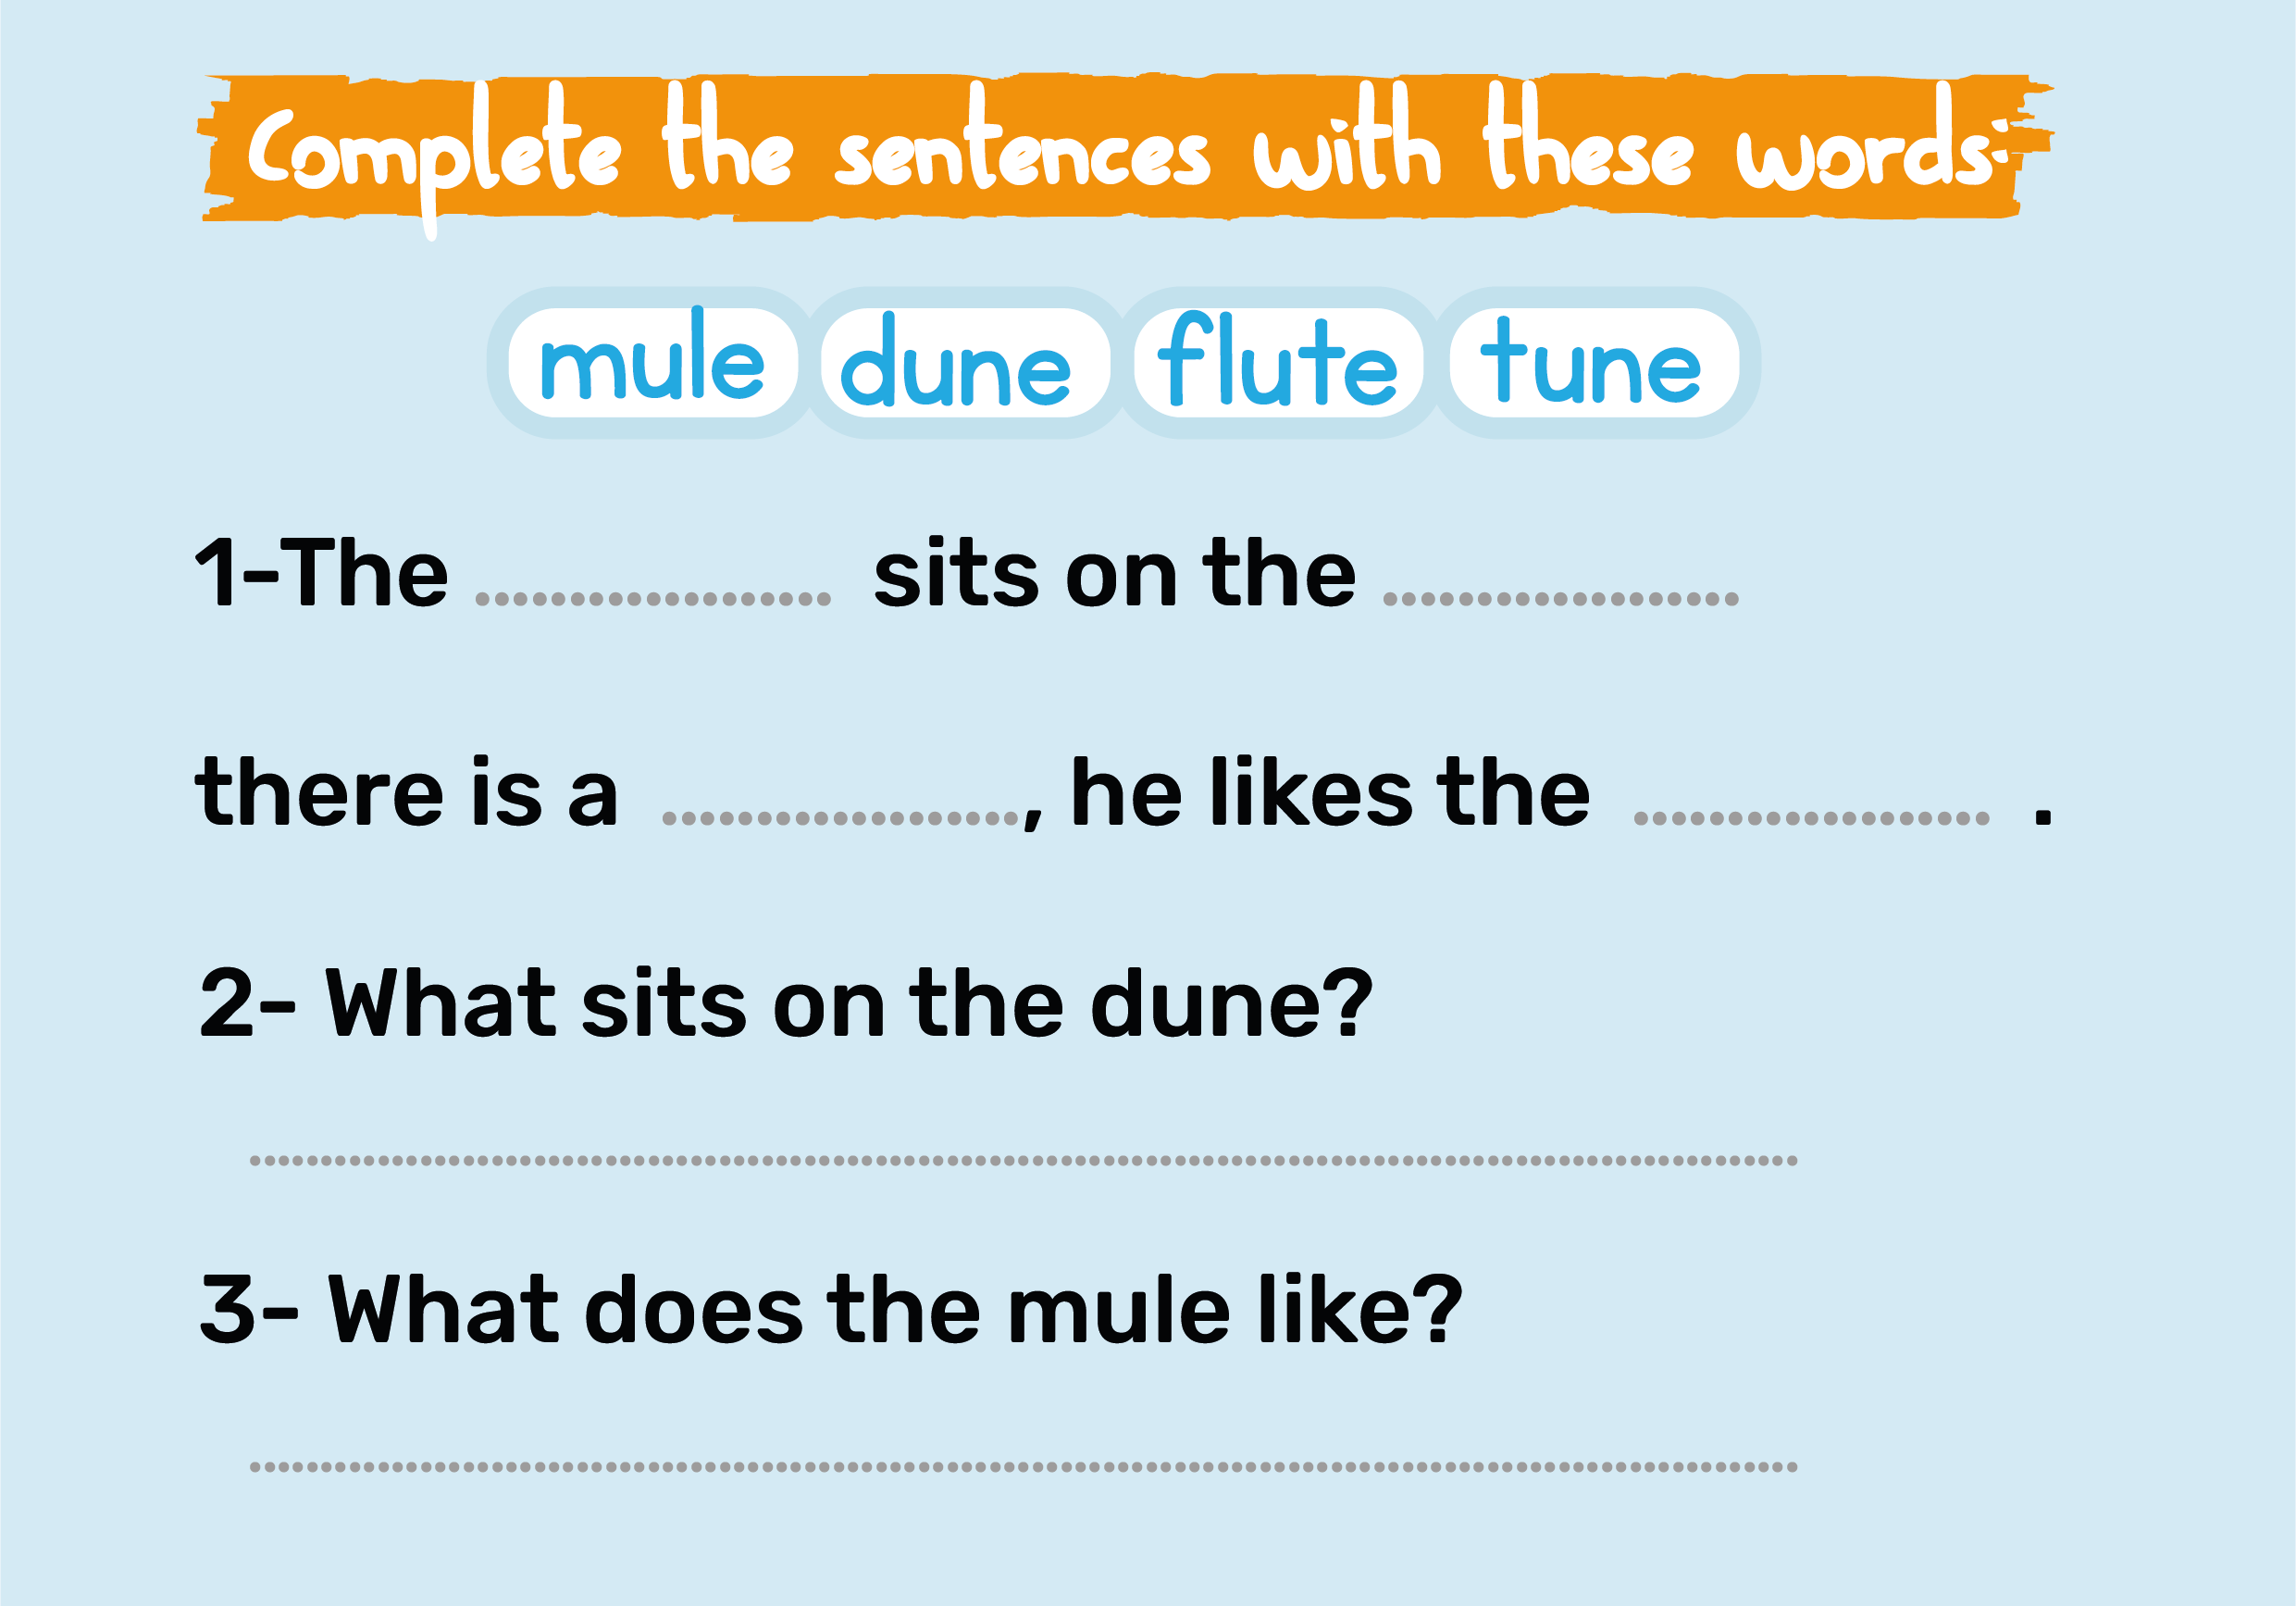 Complete the sentences with these words:
mule dune flute tune
1-The .................... sits on the ....................
there is a ...................., he likes the .................... .
2- What sits on the dune?
3- What does the mule like?